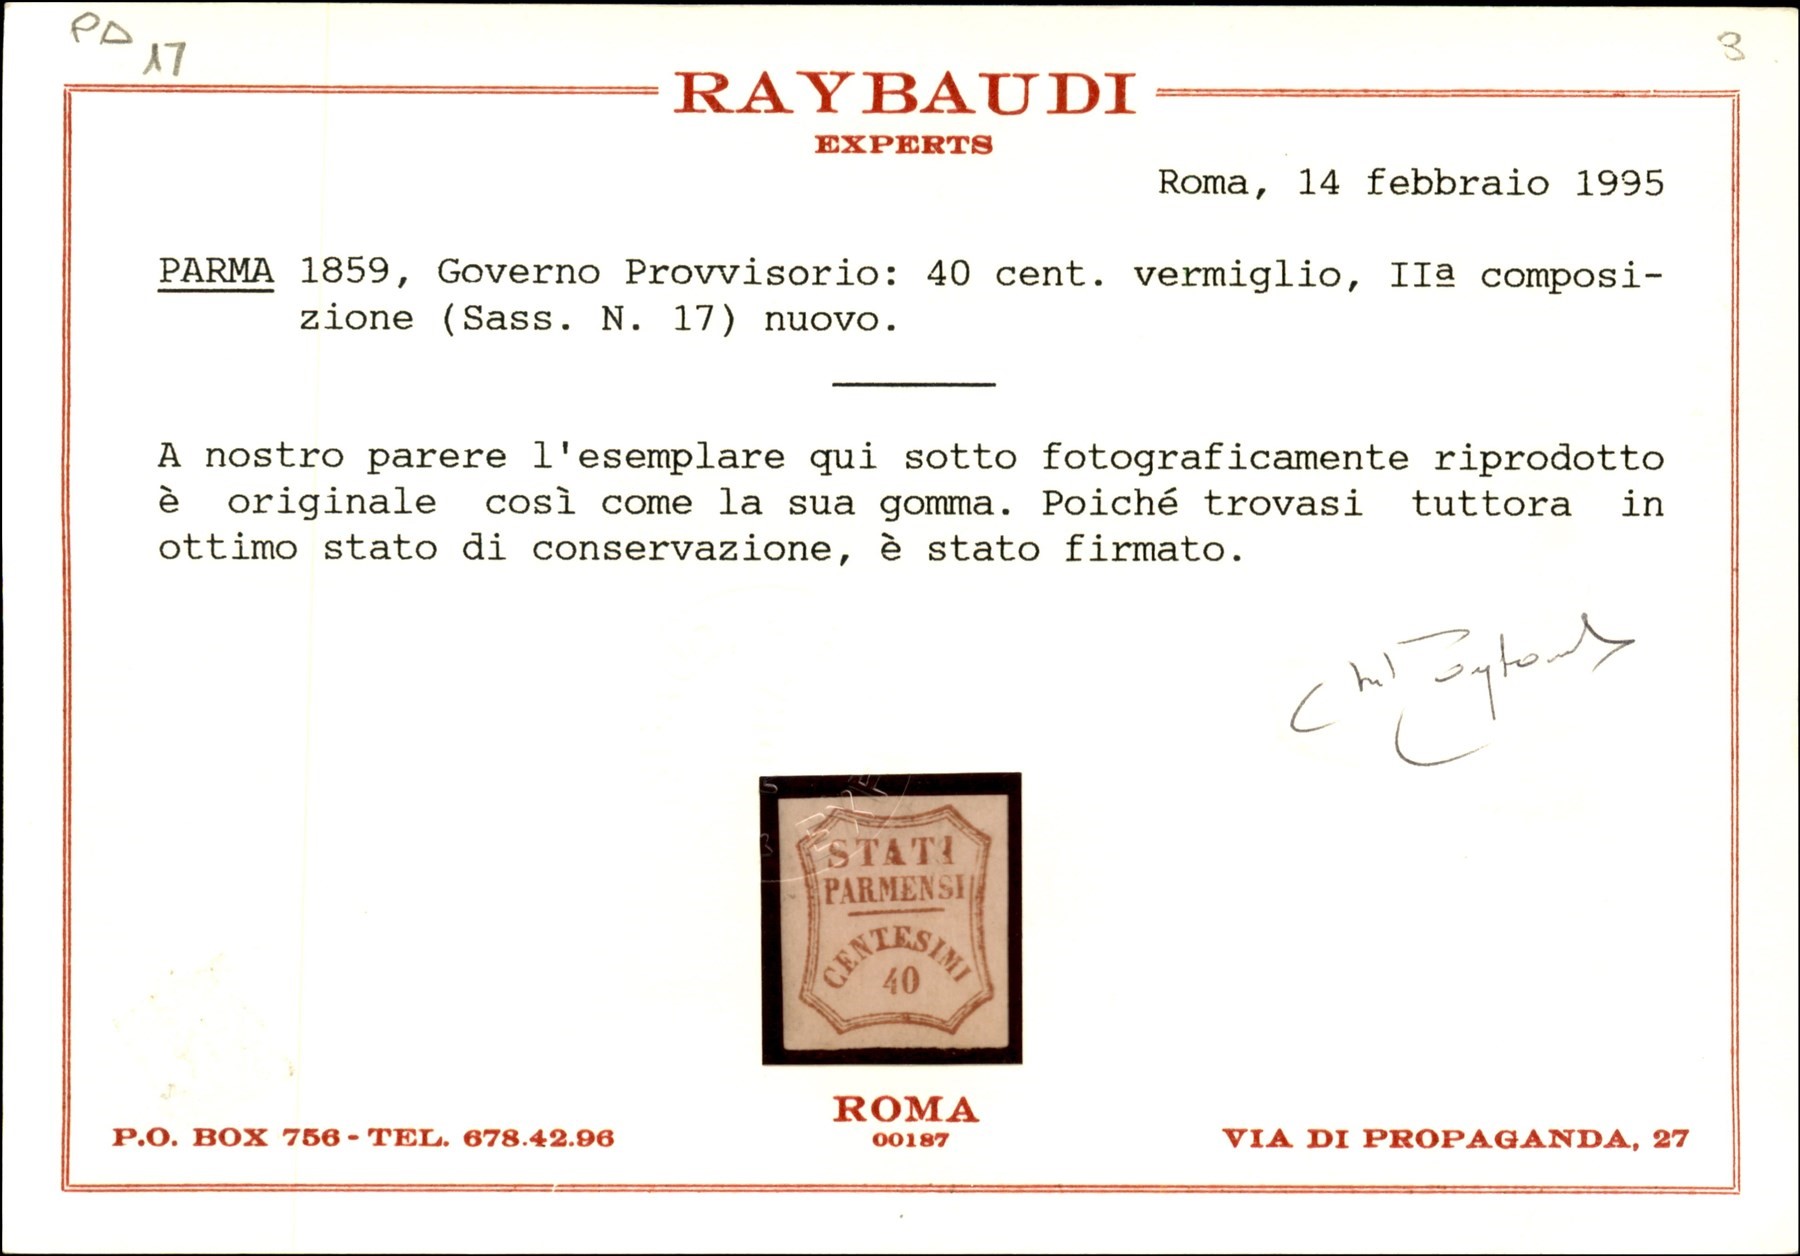 PD
17
3
RAYBAUDI
EXPERTS
Roma, 14 febbraio 1995
PARMA 1859, Governo Provvisorio: 40 cent. vermiglio, IIª composi-
zione (Sass. N. 17) nuovo.
A nostro parere l'esemplare qui sotto fotograficamente riprodotto
è originale così come la sua gomma. Poiché trovasi tuttora in
ottimo stato di conservazione, è stato firmato.
STATI
PARMENSI
CENTESIMI
40
ROMA
00187
P.O. BOX 756 - TEL. 678.42.96
VIA DI PROPAGANDA, 27